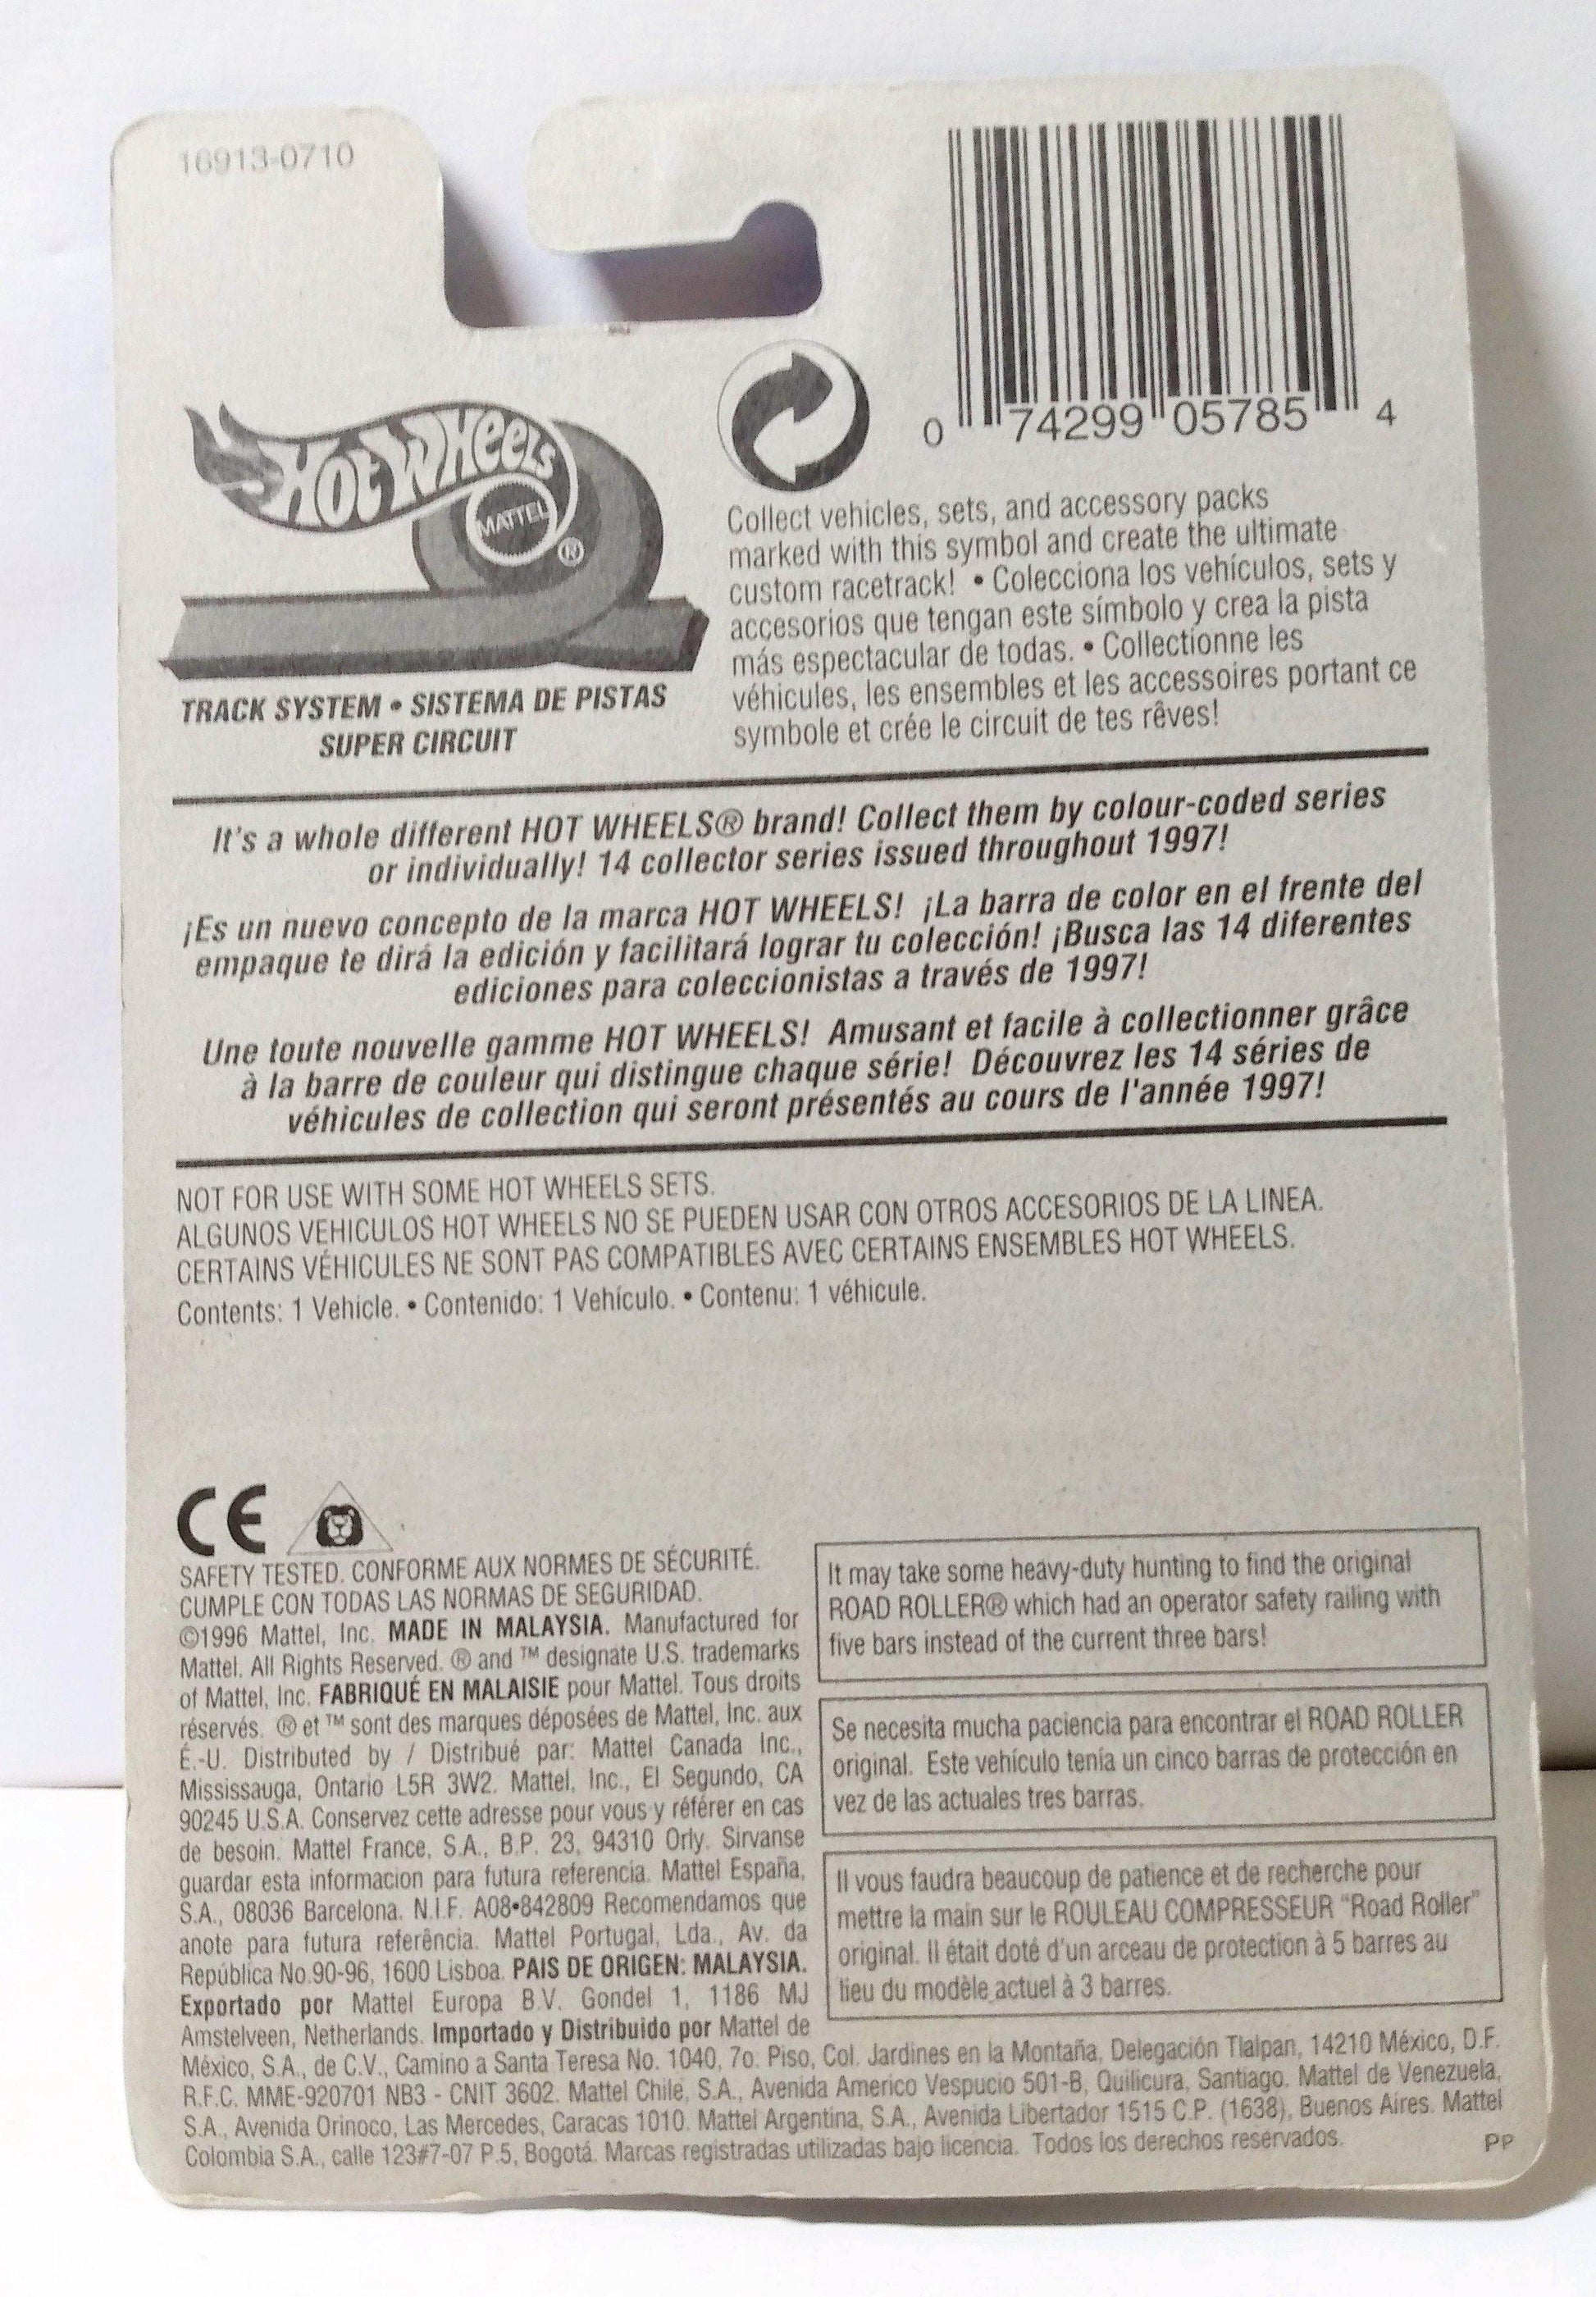 16913-0710
0 74299 05785 4
HOT WHEELS
MATTEL
®
TRACK SYSTEM • SISTEMA DE PISTAS
SUPER CIRCUIT
Collect vehicles, sets, and accessory packs
marked with this symbol and create the ultimate
custom racetrack! • Colecciona los vehículos, sets y
accesorios que tengan este símbolo y crea la pista
más espectacular de todas. • Collectionne les
véhicules, les ensembles et les accessoires portant ce
symbole et crée le circuit de tes rêves!
It's a whole different HOT WHEELS® brand! Collect them by colour-coded series
or individually! 14 collector series issued throughout 1997!
¡Es un nuevo concepto de la marca HOT WHEELS! ¡La barra de color en el frente del
empaque te dirá la edición y facilitará lograr tu colección! ¡Busca las 14 diferentes
ediciones para coleccionistas a través de 1997!
Une toute nouvelle gamme HOT WHEELS! Amusant et facile à collectionner grâce
à la barre de couleur qui distingue chaque série! Découvrez les 14 séries de
véhicules de collection qui seront présentés au cours de l'année 1997!
NOT FOR USE WITH SOME HOT WHEELS SETS.
ALGUNOS VEHICULOS HOT WHEELS NO SE PUEDEN USAR CON OTROS ACCESORIOS DE LA LINEA.
CERTAINS VÉHICULES NE SONT PAS COMPATIBLES AVEC CERTAINS ENSEMBLES HOT WHEELS.
Contents: 1 Vehicle. • Contenido: 1 Vehículo. • Contenu: 1 véhicule.
CE
SAFETY TESTED. CONFORME AUX NORMES DE SÉCURITÉ.
CUMPLE CON TODAS LAS NORMAS DE SEGURIDAD.
©1996 Mattel, Inc. MADE IN MALAYSIA. Manufactured for
Mattel. All Rights Reserved. ® and ™ designate U.S. trademarks
of Mattel, Inc. FABRIQUÉ EN MALAISIE pour Mattel. Tous droits
réservés. ® et ™ sont des marques déposées de Mattel, Inc. aux
É.-U. Distributed by / Distribué par: Mattel Canada Inc.,
Mississauga, Ontario L5R 3W2. Mattel, Inc., El Segundo, CA
90245 U.S.A. Conservez cette adresse pour vous y référer en cas
de besoin. Mattel France, S.A., B.P. 23, 94310 Orly. Sirvanse
guardar esta informacion para futura referencia. Mattel España,
S.A., 08036 Barcelona. N.I.F. A08•842809 Recomendamos que
anote para futura referência. Mattel Portugal, Lda., Av. da
República No.90-96, 1600 Lisboa. PAIS DE ORIGEN: MALAYSIA.
Exportado por Mattel Europa B.V. Gondel 1, 1186 MJ
Amstelveen, Netherlands. Importado y Distribuido por Mattel de
México, S.A., de C.V., Camino a Santa Teresa No. 1040, 7o. Piso, Col. Jardines en la Montaña, Delegación Tlalpan, 14210 México, D.F.
R.F.C. MME-920701 NB3 - CNIT 3602. Mattel Chile, S.A., Avenida Americo Vespucio 501-B, Quilicura, Santiago. Mattel de Venezuela,
S.A., Avenida Orinoco, Las Mercedes, Caracas 1010. Mattel Argentina, S.A., Avenida Libertador 1515 C.P. (1638), Buenos Aires. Mattel
Colombia S.A., calle 123#7-07 P.5, Bogotá. Marcas registradas utilizadas bajo licencia. Todos los derechos reservados.
PP
It may take some heavy-duty hunting to find the original
ROAD ROLLER® which had an operator safety railing with
five bars instead of the current three bars!
Se necesita mucha paciencia para encontrar el ROAD ROLLER
original. Este vehículo tenía un cinco barras de protección en
vez de las actuales tres barras.
Il vous faudra beaucoup de patience et de recherche pour
mettre la main sur le ROULEAU COMPRESSEUR "Road Roller"
original. Il était doté d'un arceau de protection à 5 barres au
lieu du modèle actuel à 3 barres.